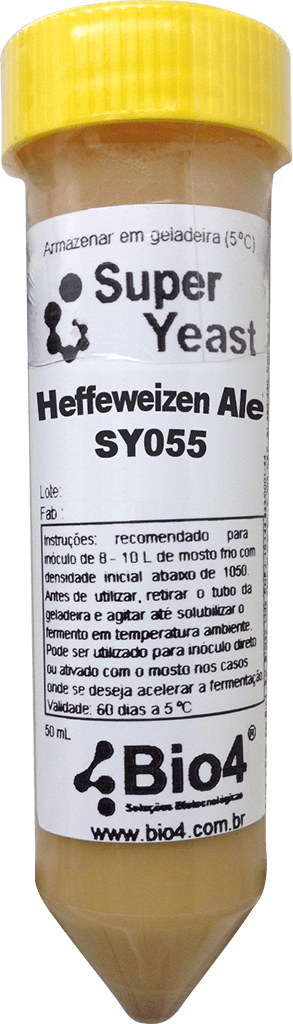 Armazenar em geladeira (5ºC)
Super
Yeast
Heffeweizen Ale
SY055
Lote:
Fab :
Instruções: recomendado para
inóculo de 8 - 10 L de mosto frio com
densidade inicial abaixo de 1050.
Antes de utilizar, retirar o tubo da
geladeira e agitar até solubilizar o
fermento em temperatura ambiente.
Pode ser utilizado para inóculo direto
ou ativado com o mosto nos casos
onde se deseja acelerar a fermentação
Validade: 60 dias a 5 ºC
50 mL
Bio4®
Soluções Biotecnológicas
www.bio4.com.br